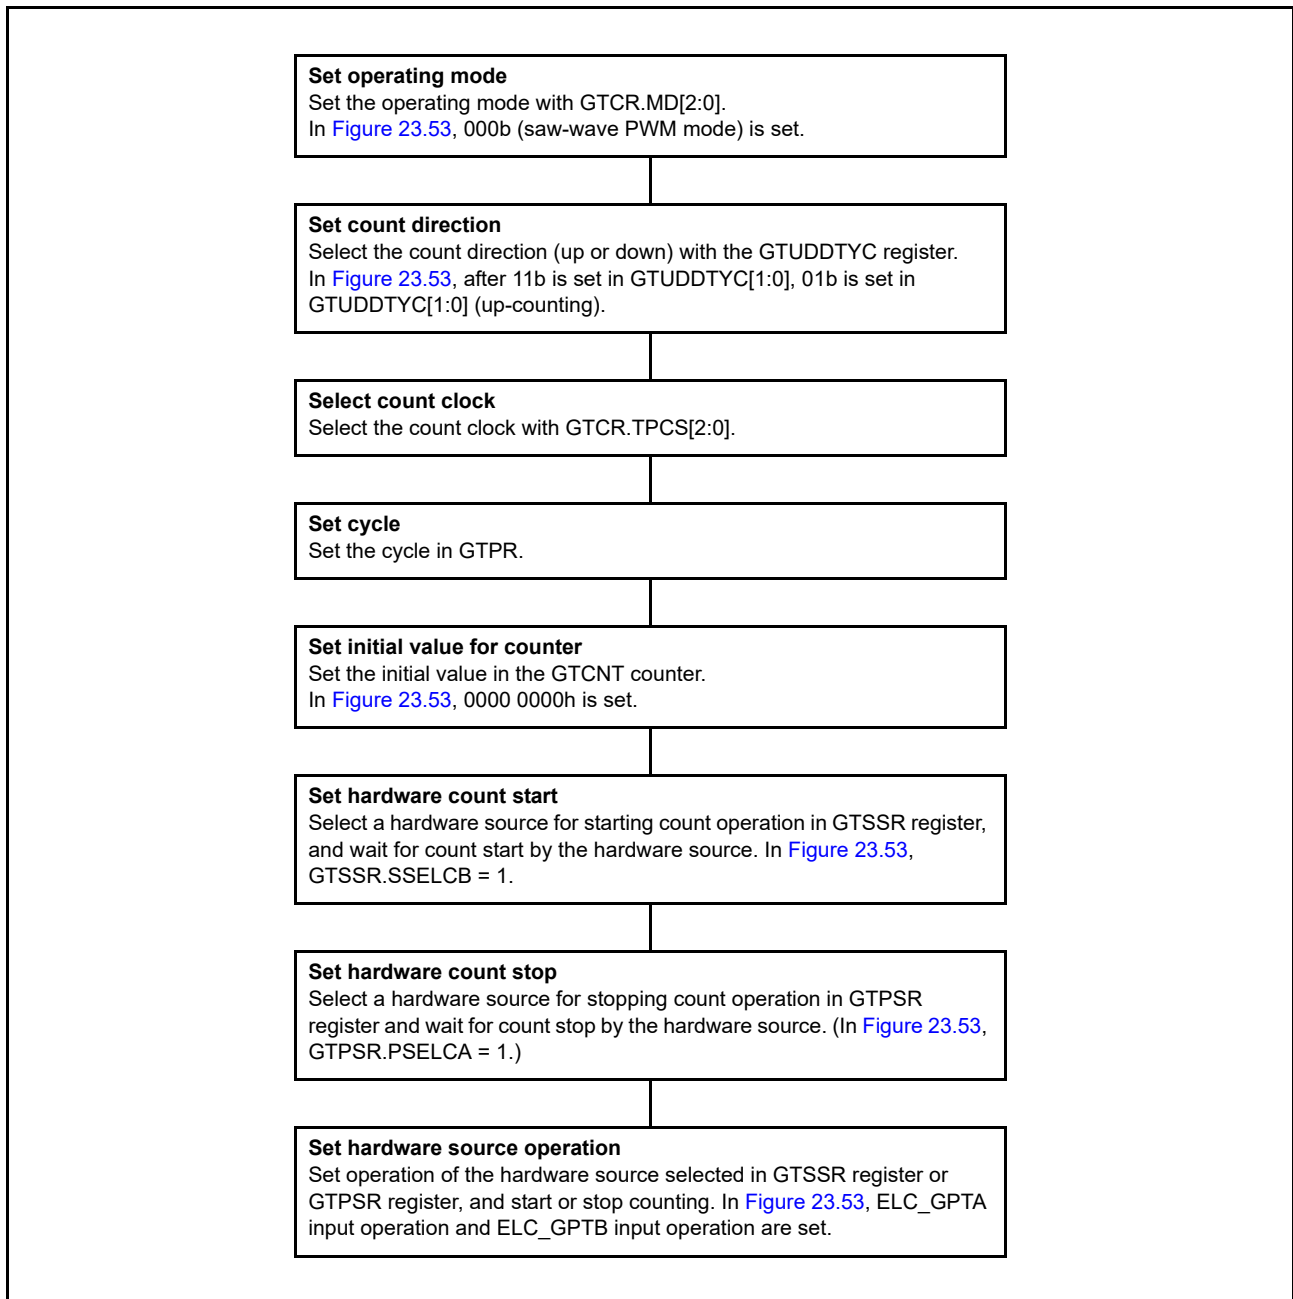 Set operating mode
Set the operating mode with GTCR.MD[2:0].
In Figure 23.53, 000b (saw-wave PWM mode) is set.
Set count direction
Select the count direction (up or down) with the GTUDDTYC register.
In Figure 23.53, after 11b is set in GTUDDTYC[1:0], 01b is set in
GTUDDTYC[1:0] (up-counting).
Select count clock
Select the count clock with GTCR.TPCS[2:0].
Set cycle
Set the cycle in GTPR.
Set initial value for counter
Set the initial value in the GTCNT counter.
In Figure 23.53, 0000 0000h is set.
Set hardware count start
Select a hardware source for starting count operation in GTSSR register,
and wait for count start by the hardware source. In Figure 23.53,
GTSSR.SSELCB = 1.
Set hardware count stop
Select a hardware source for stopping count operation in GTPSR
register and wait for count stop by the hardware source. (In Figure 23.53,
GTPSR.PSELCA = 1.)
Set hardware source operation
Set operation of the hardware source selected in GTSSR register or
GTPSR register, and start or stop counting. In Figure 23.53, ELC_GPTA
input operation and ELC_GPTB input operation are set.